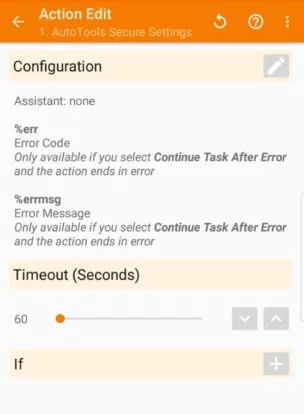 Action Edit
1. AutoTools Secure Settings
Configuration
Assistant: none
%err
Error Code
Only available if you select Continue Task After Error
and the action ends in error
%errmsg
Error Message
Only available if you select Continue Task After Error
and the action ends in error
Timeout (Seconds)
60
If